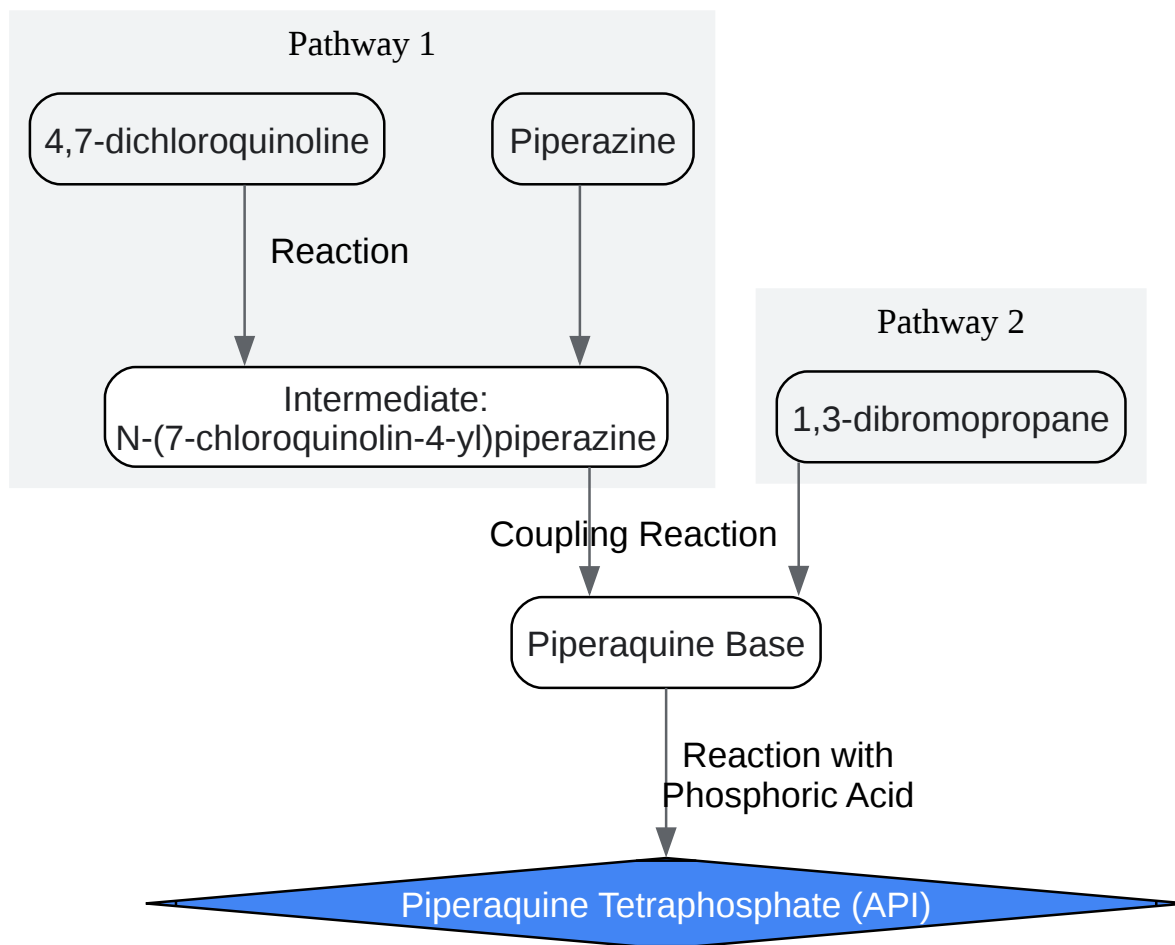 Pathway 1
4,7-dichloroquinoline
Piperazine
Reaction
Pathway 2
Intermediate:
N-(7-chloroquinolin-4-yl)piperazine
1,3-dibromopropane
Coupling Reaction
Piperaquine Base
Reaction with
Phosphoric Acid
Piperaquine Tetraphosphate (API)